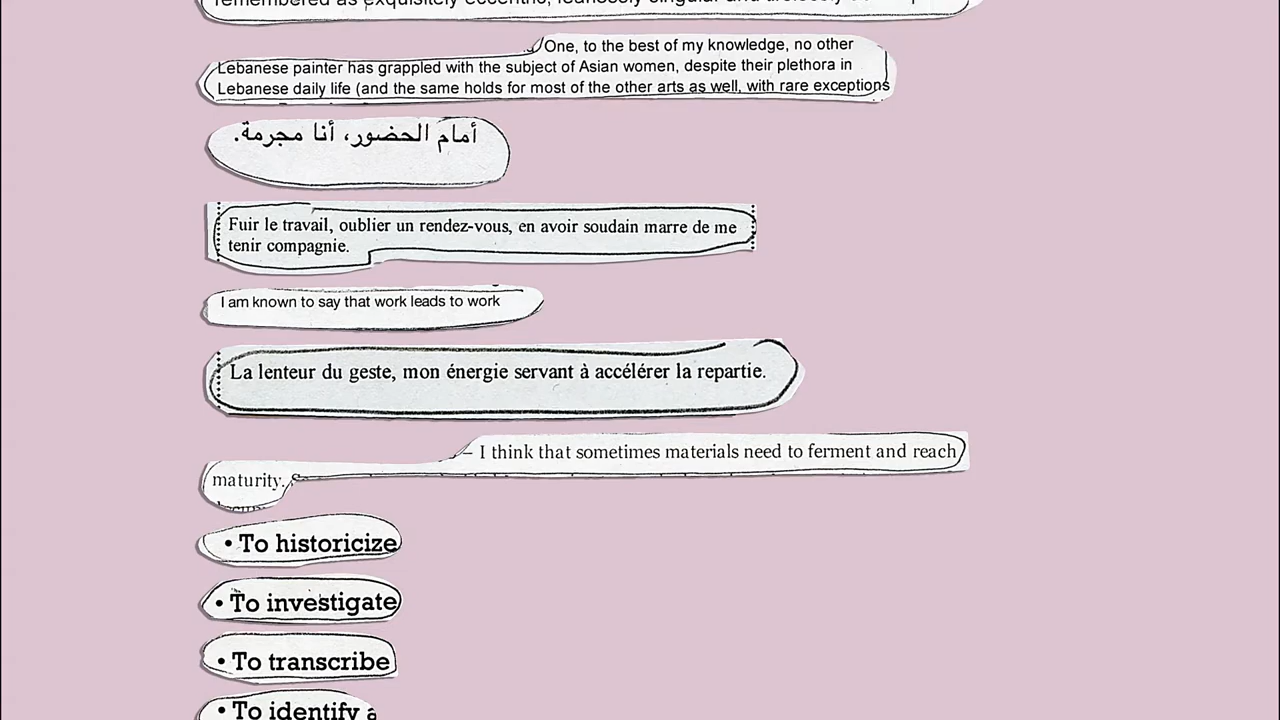 remembered as exquisitely eccentric, fearlessly singular and
One, to the best of my knowledge, no other
Lebanese painter has grappled with the subject of Asian women, despite their plethora in
Lebanese daily life (and the same holds for most of the other arts as well, with rare exceptions
أمام الحضور، أنا مجرمة.
Fuir le travail, oublier un rendez-vous, en avoir soudain marre de me
tenir compagnie.
I am known to say that work leads to work
La lenteur du geste, mon énergie servant à accélérer la repartie.
– I think that sometimes materials need to ferment and reach
maturity.
• To historicize
• To investigate
• To transcribe
• To identify a